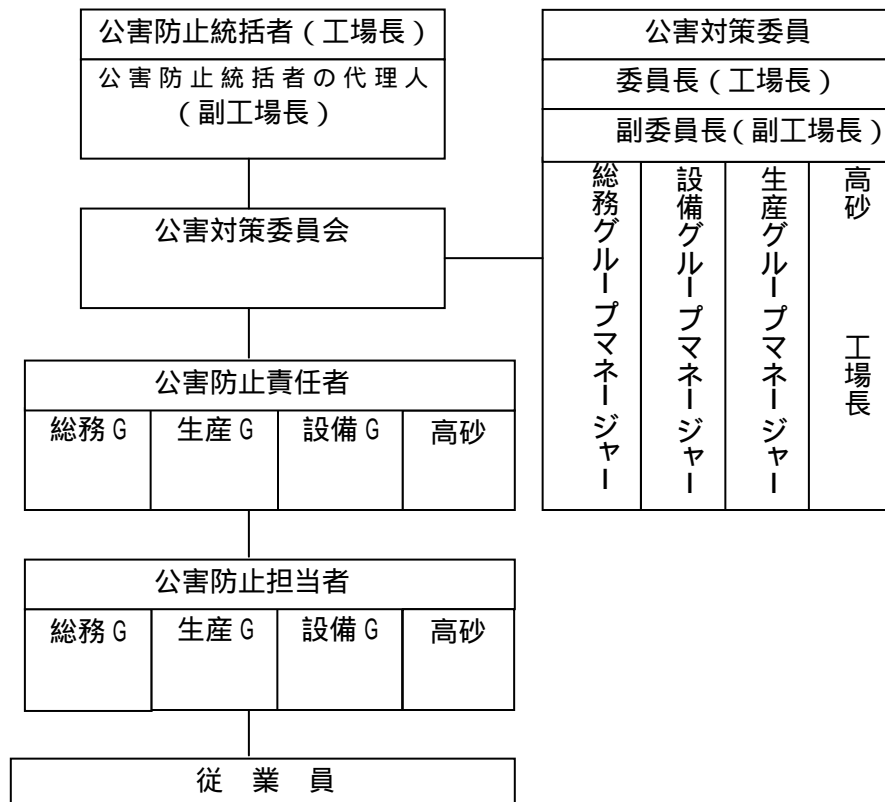 公害防止統括者（工場長）
公害防止統括者の代理人
（副工場長）
公害対策委員会
公害防止責任者
総務G 生産G 設備G 高砂
公害防止担当者
総務G 生産G 設備G 高砂
従業員
公害対策委員
委員長（工場長）
副委員長（副工場長）
総務グループマネージャー
設備グループマネージャー
生産グループマネージャー
高砂 工場長